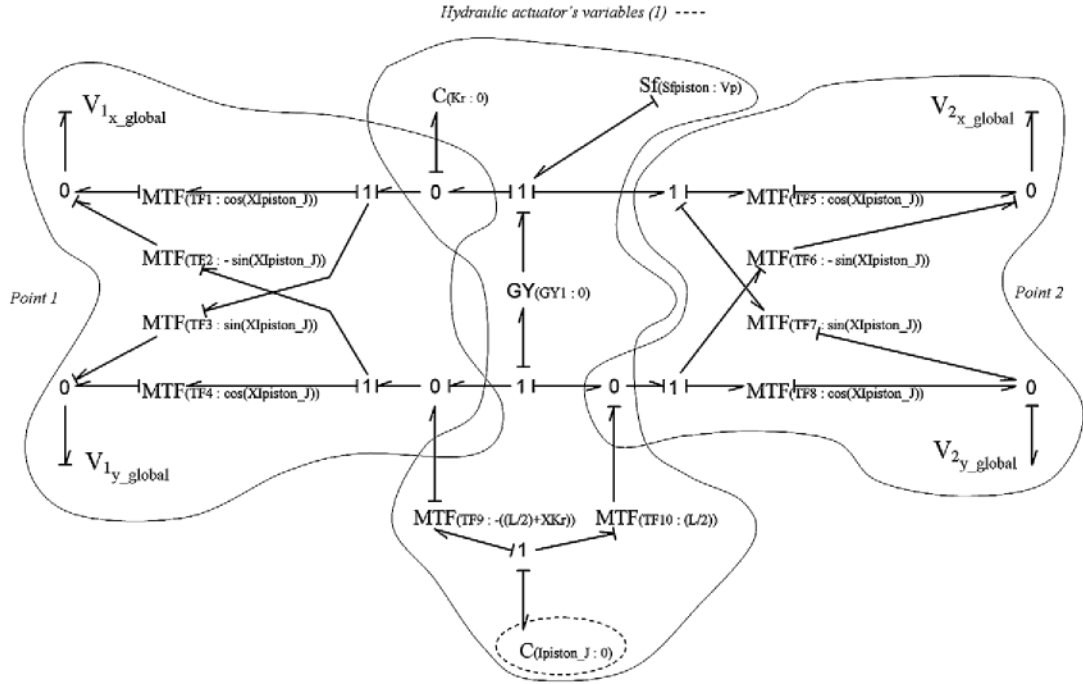 Hydraulic actuator's variables (1) ----
V1x_global
C(Kr : 0)
Sf(Sfpiston : Vp)
V2x_global
0 MTF(TF1 : cos(XIpiston_J)) 1 0 1 1 MTF(TF5 : cos(XIpiston_J)) 0
MTF(TF2 : - sin(XIpiston_J)) MTF(TF6 : - sin(XIpiston_J))
Point 1 GY(GY1 : 0) Point 2
MTF(TF3 : sin(XIpiston_J)) MTF(TF7 : sin(XIpiston_J))
0 MTF(TF4 : cos(XIpiston_J)) 1 0 1 0 1 MTF(TF8 : cos(XIpiston_J)) 0
V1y_global V2y_global
MTF(TF9 : -((L/2)+XKr)) MTF(TF10 : (L/2))
1
C(Ipiston_J : 0)